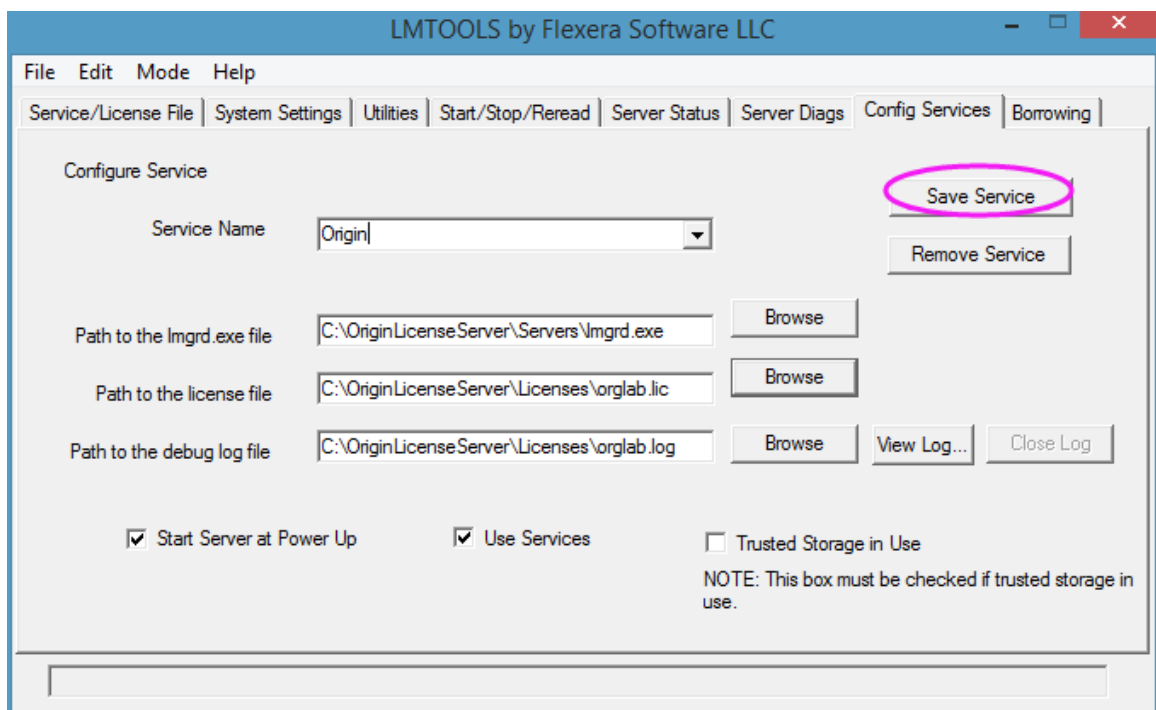 LMTOOLS by Flexera Software LLC
File Edit Mode Help
Service/License File System Settings Utilities Start/Stop/Reread Server Status Server Diags Config Services Borrowing
Configure Service
Save Service
Service Name Origin
Remove Service
Path to the lmgrd.exe file C:\OriginLicenseServer\Servers\lmgrd.exe Browse
Path to the license file C:\OriginLicenseServer\Licenses\orglab.lic Browse
Path to the debug log file C:\OriginLicenseServer\Licenses\orglab.log Browse View Log... Close Log
Start Server at Power Up Use Services Trusted Storage in Use
NOTE: This box must be checked if trusted storage in
use.